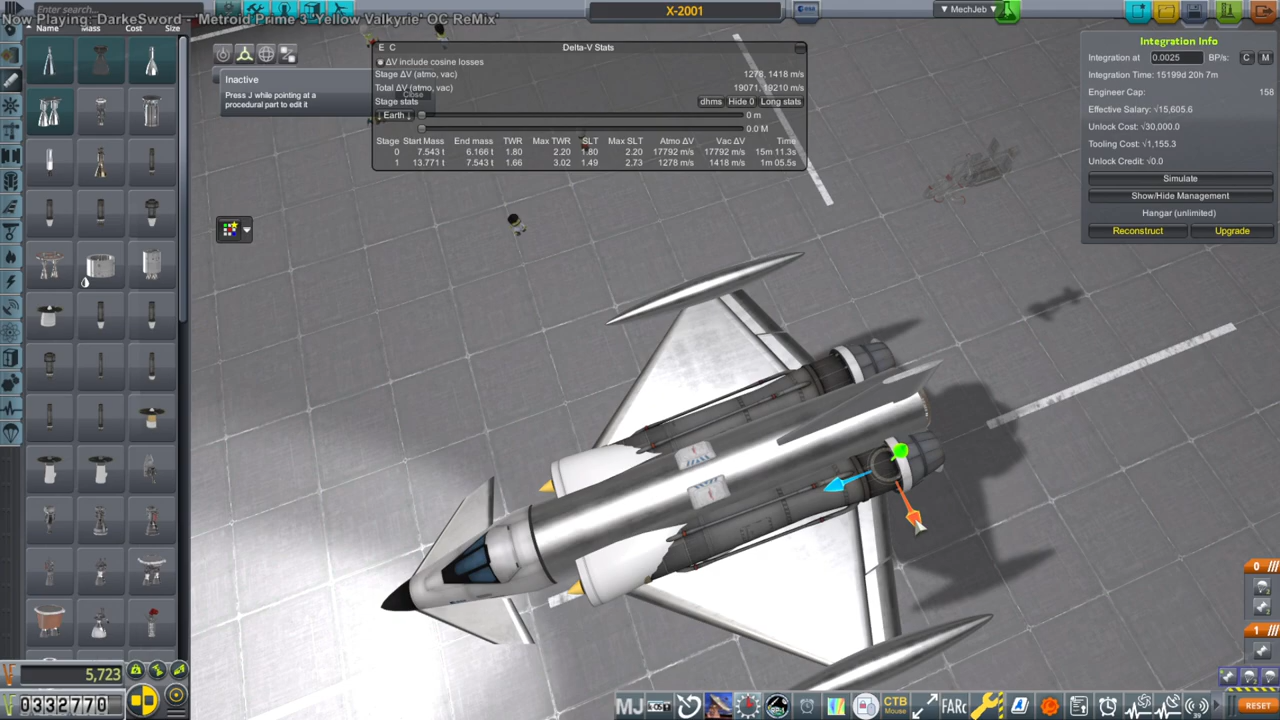 Now Playing: DarkeSword - 'Metroid Prime 3 'Yellow Valkyrie' OC ReMix'
Enter search...
Name Mass Cost Size
X-2001
▼ MechJeb ▼
Inactive
Press J while pointing at a
procedural part to edit it
Close
E C Delta-V Stats
ΔV include cosine losses
Stage ΔV (atmo, vac) 1278, 1418 m/s
Total ΔV (atmo, vac) 19071, 19210 m/s
Stage stats dhms Hide 0 Long stats
↓ Earth ↓ 0 m
0.0 M
Stage Start Mass End mass TWR Max TWR SLT Max SLT Atmo ΔV Vac ΔV Time
0 7.543 t 6.166 t 1.80 2.20 1.80 2.20 17792 m/s 17792 m/s 15m 11.3s
1 13.771 t 7.543 t 1.66 3.02 1.49 2.73 1278 m/s 1418 m/s 1m 05.5s
Integration Info
Integration at 0.0025 BP/s: C M
Integration Time: 15199d 20h 7m
Engineer Cap: 158
Effective Salary: √15,605.6
Unlock Cost: √30,000.0
Tooling Cost: √1,155.3
Unlock Credit: √0.0
Simulate
Show/Hide Management
Hangar (unlimited)
Reconstruct Upgrade
0
1
5,723
0332770
MJ
CTB
Mouse
FARc
RESET